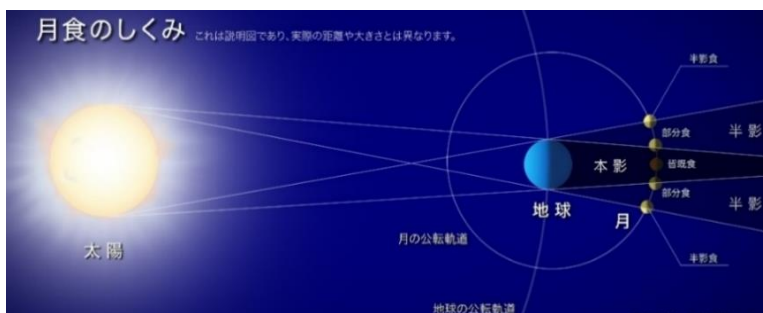 月食のしくみ これは説明図であり、実際の距離や大きさとは異なります。
半影食
部分食
半影
本影
皆既食
部分食
半影
地球
月
太陽
月の公転軌道
半影食
地球の公転軌道